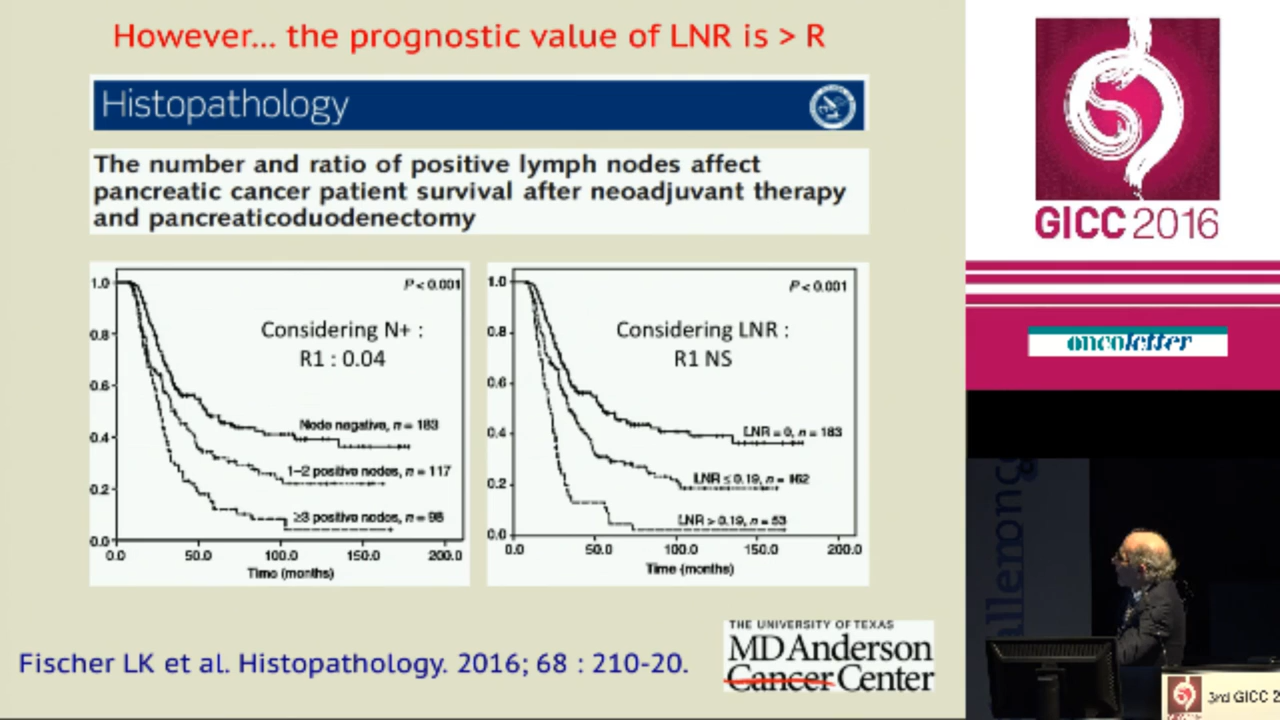 However... the prognostic value of LNR is > R
Histopathology
The number and ratio of positive lymph nodes affect
pancreatic cancer patient survival after neoadjuvant therapy
and pancreaticoduodenectomy
1.0
0.8
0.6
0.4
0.2
0.0
P < 0.001
Considering N+ :
R1 : 0.04
Node negative, n = 183
1–2 positive nodes, n = 117
≥3 positive nodes, n = 98
0.0 50.0 100.0 150.0 200.0
Time (months)
1.0
0.8
0.6
0.4
0.2
0.0
P < 0.001
Considering LNR :
R1 NS
LNR = 0, n = 183
LNR ≤ 0.19, n = 162
LNR > 0.19, n = 53
0.0 50.0 100.0 150.0 200.0
Time (months)
Fischer LK et al. Histopathology. 2016; 68 : 210-20.
THE UNIVERSITY OF TEXAS
MD Anderson
Cancer Center
GICC 2016
oncoletter
allemong
3rd GICC 2